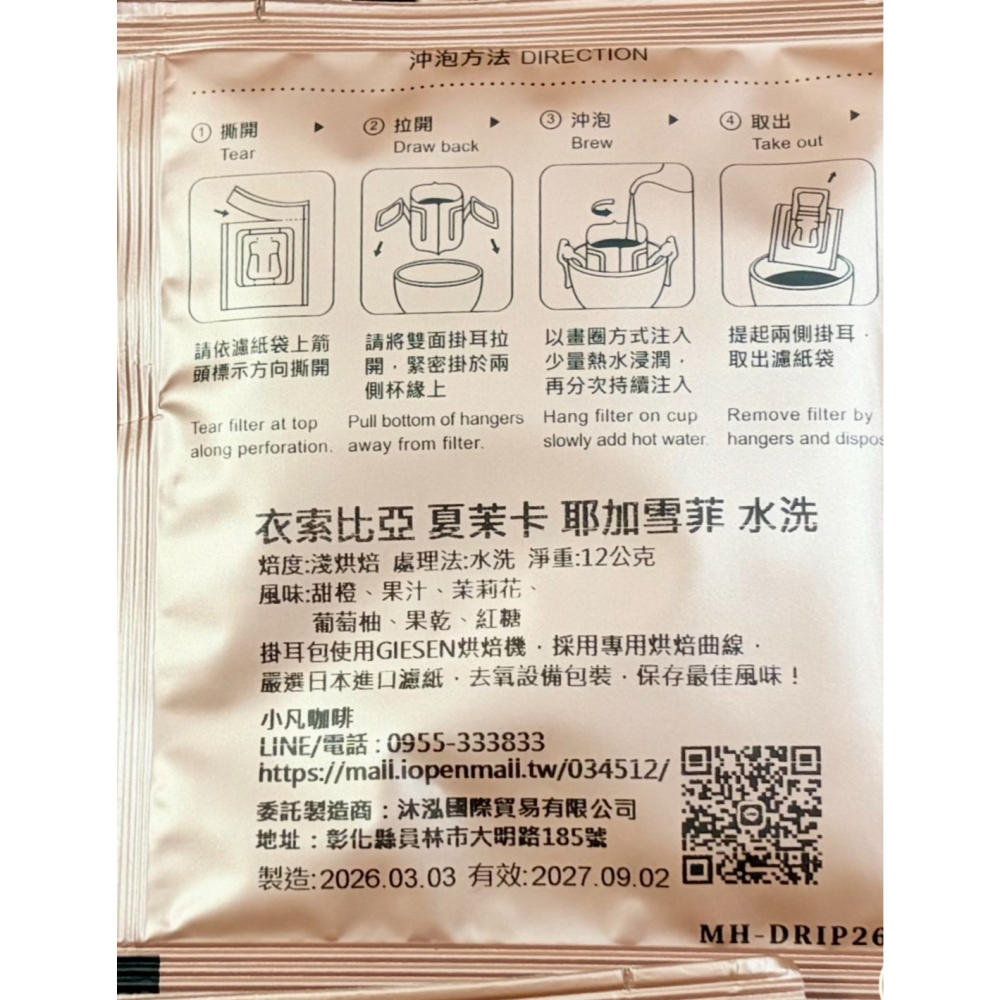 沖泡方法 DIRECTION
① 撕開
Tear
② 拉開
Draw back
③ 沖泡
Brew
④ 取出
Take out
請依濾紙袋上箭
頭標示方向撕開
Tear filter at top
along perforation.
請將雙面掛耳拉
開，緊密掛於兩
側杯緣上
Pull bottom of hangers
away from filter.
以畫圈方式注入
少量熱水浸潤，
再分次持續注入
Hang filter on cup
slowly add hot water.
提起兩側掛耳，
取出濾紙袋
Remove filter by
hangers and dispos
衣索比亞 夏茉卡 耶加雪菲 水洗
焙度:淺烘焙 處理法:水洗 淨重:12公克
風味:甜橙、果汁、茉莉花、
葡萄柚、果乾、紅糖
掛耳包使用GIESEN烘焙機，採用專用烘焙曲線，
嚴選日本進口濾紙，去氧設備包裝，保存最佳風味！
小凡咖啡
LINE/電話：0955-333833
https://mall.iopenmall.tw/034512/
委託製造商：沐泓國際貿易有限公司
地址：彰化縣員林市大明路185號
製造:2026.03.03 有效:2027.09.02
MH-DRIP26